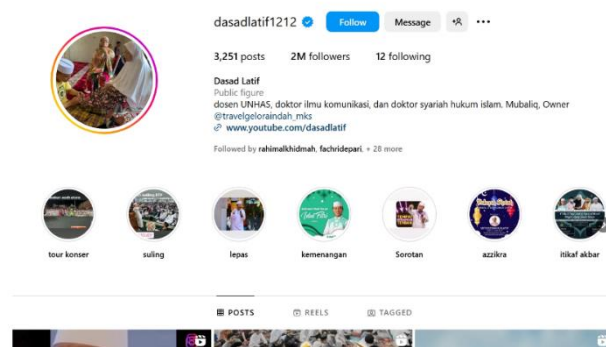 dasadlatif1212
Follow
Message
3,251 posts 2M followers 12 following
Dasad Latif
Public figure
dosen UNHAS, doktor ilmu komunikasi, dan doktor syariah hukum islam. Mubaliq, Owner
@travelgeloraindah_mks
www.youtube.com/dasadlatif
Followed by rahimalkhidmah, fachridepari, + 28 more
tour konser suling lepas kemenangan Sorotan azzikra itikaf akbar
POSTS REELS TAGGED